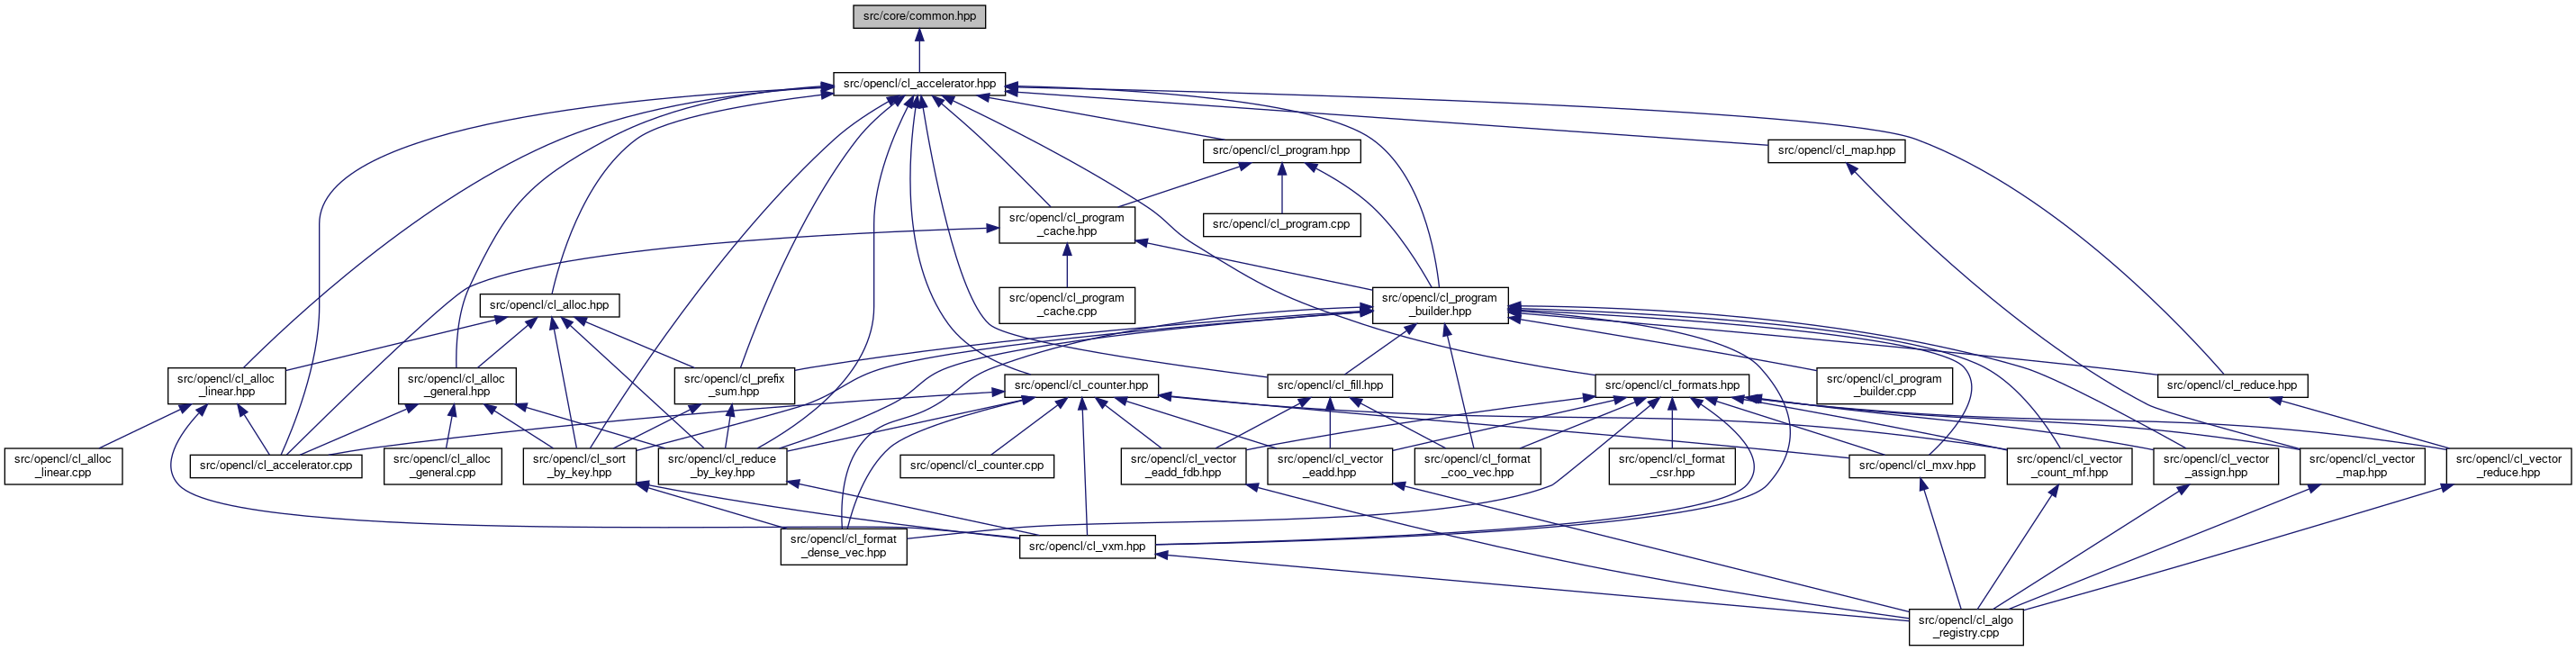 src/core/common.hpp
src/opencl/cl_accelerator.hpp
src/opencl/cl_program.hpp
src/opencl/cl_map.hpp
src/opencl/cl_program
_cache.hpp
src/opencl/cl_program.cpp
src/opencl/cl_alloc.hpp
src/opencl/cl_program
_cache.cpp
src/opencl/cl_program
_builder.hpp
src/opencl/cl_alloc
_linear.hpp
src/opencl/cl_alloc
_general.hpp
src/opencl/cl_prefix
_sum.hpp
src/opencl/cl_counter.hpp
src/opencl/cl_fill.hpp
src/opencl/cl_formats.hpp
src/opencl/cl_program
_builder.cpp
src/opencl/cl_reduce.hpp
src/opencl/cl_alloc
_linear.cpp
src/opencl/cl_accelerator.cpp
src/opencl/cl_alloc
_general.cpp
src/opencl/cl_sort
_by_key.hpp
src/opencl/cl_reduce
_by_key.hpp
src/opencl/cl_counter.cpp
src/opencl/cl_vector
_eadd_fdb.hpp
src/opencl/cl_vector
_eadd.hpp
src/opencl/cl_format
_coo_vec.hpp
src/opencl/cl_format
_csr.hpp
src/opencl/cl_mxv.hpp
src/opencl/cl_vector
_count_mf.hpp
src/opencl/cl_vector
_assign.hpp
src/opencl/cl_vector
_map.hpp
src/opencl/cl_vector
_reduce.hpp
src/opencl/cl_format
_dense_vec.hpp
src/opencl/cl_vxm.hpp
src/opencl/cl_algo
_registry.cpp